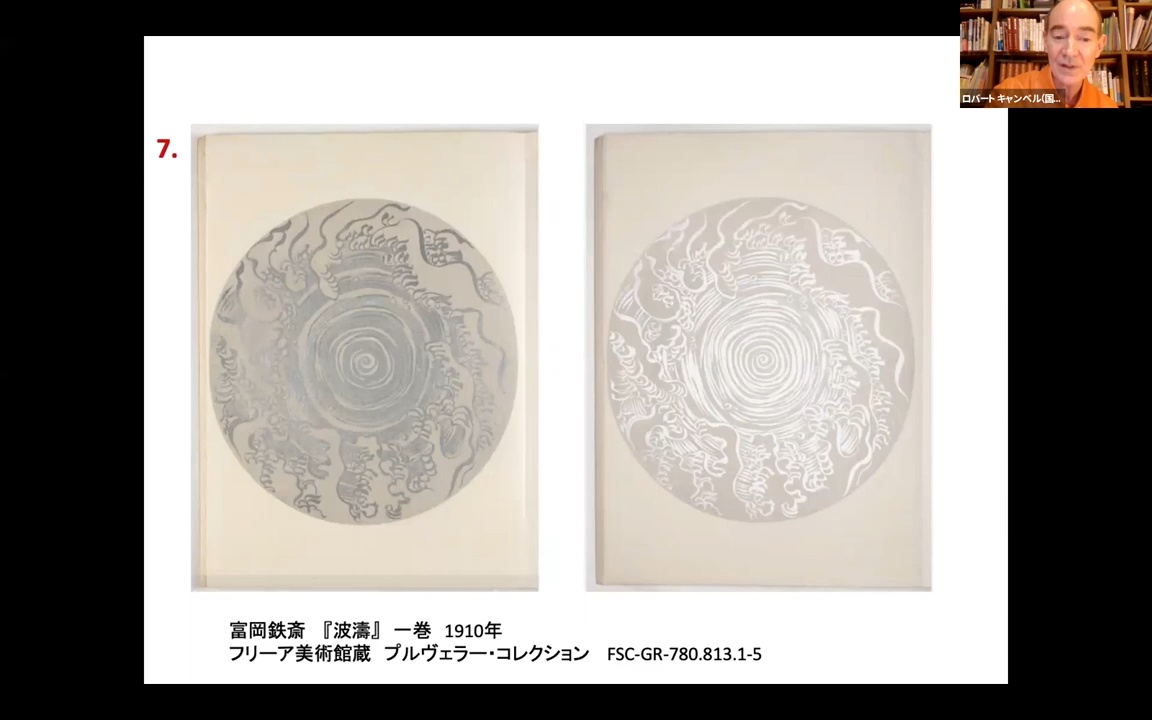 ロバート キャンベル(国...
7.
富岡鉄斎 『波濤』 一巻 1910年
フリーア美術館蔵 プルヴェラー・コレクション FSC-GR-780.813.1-5